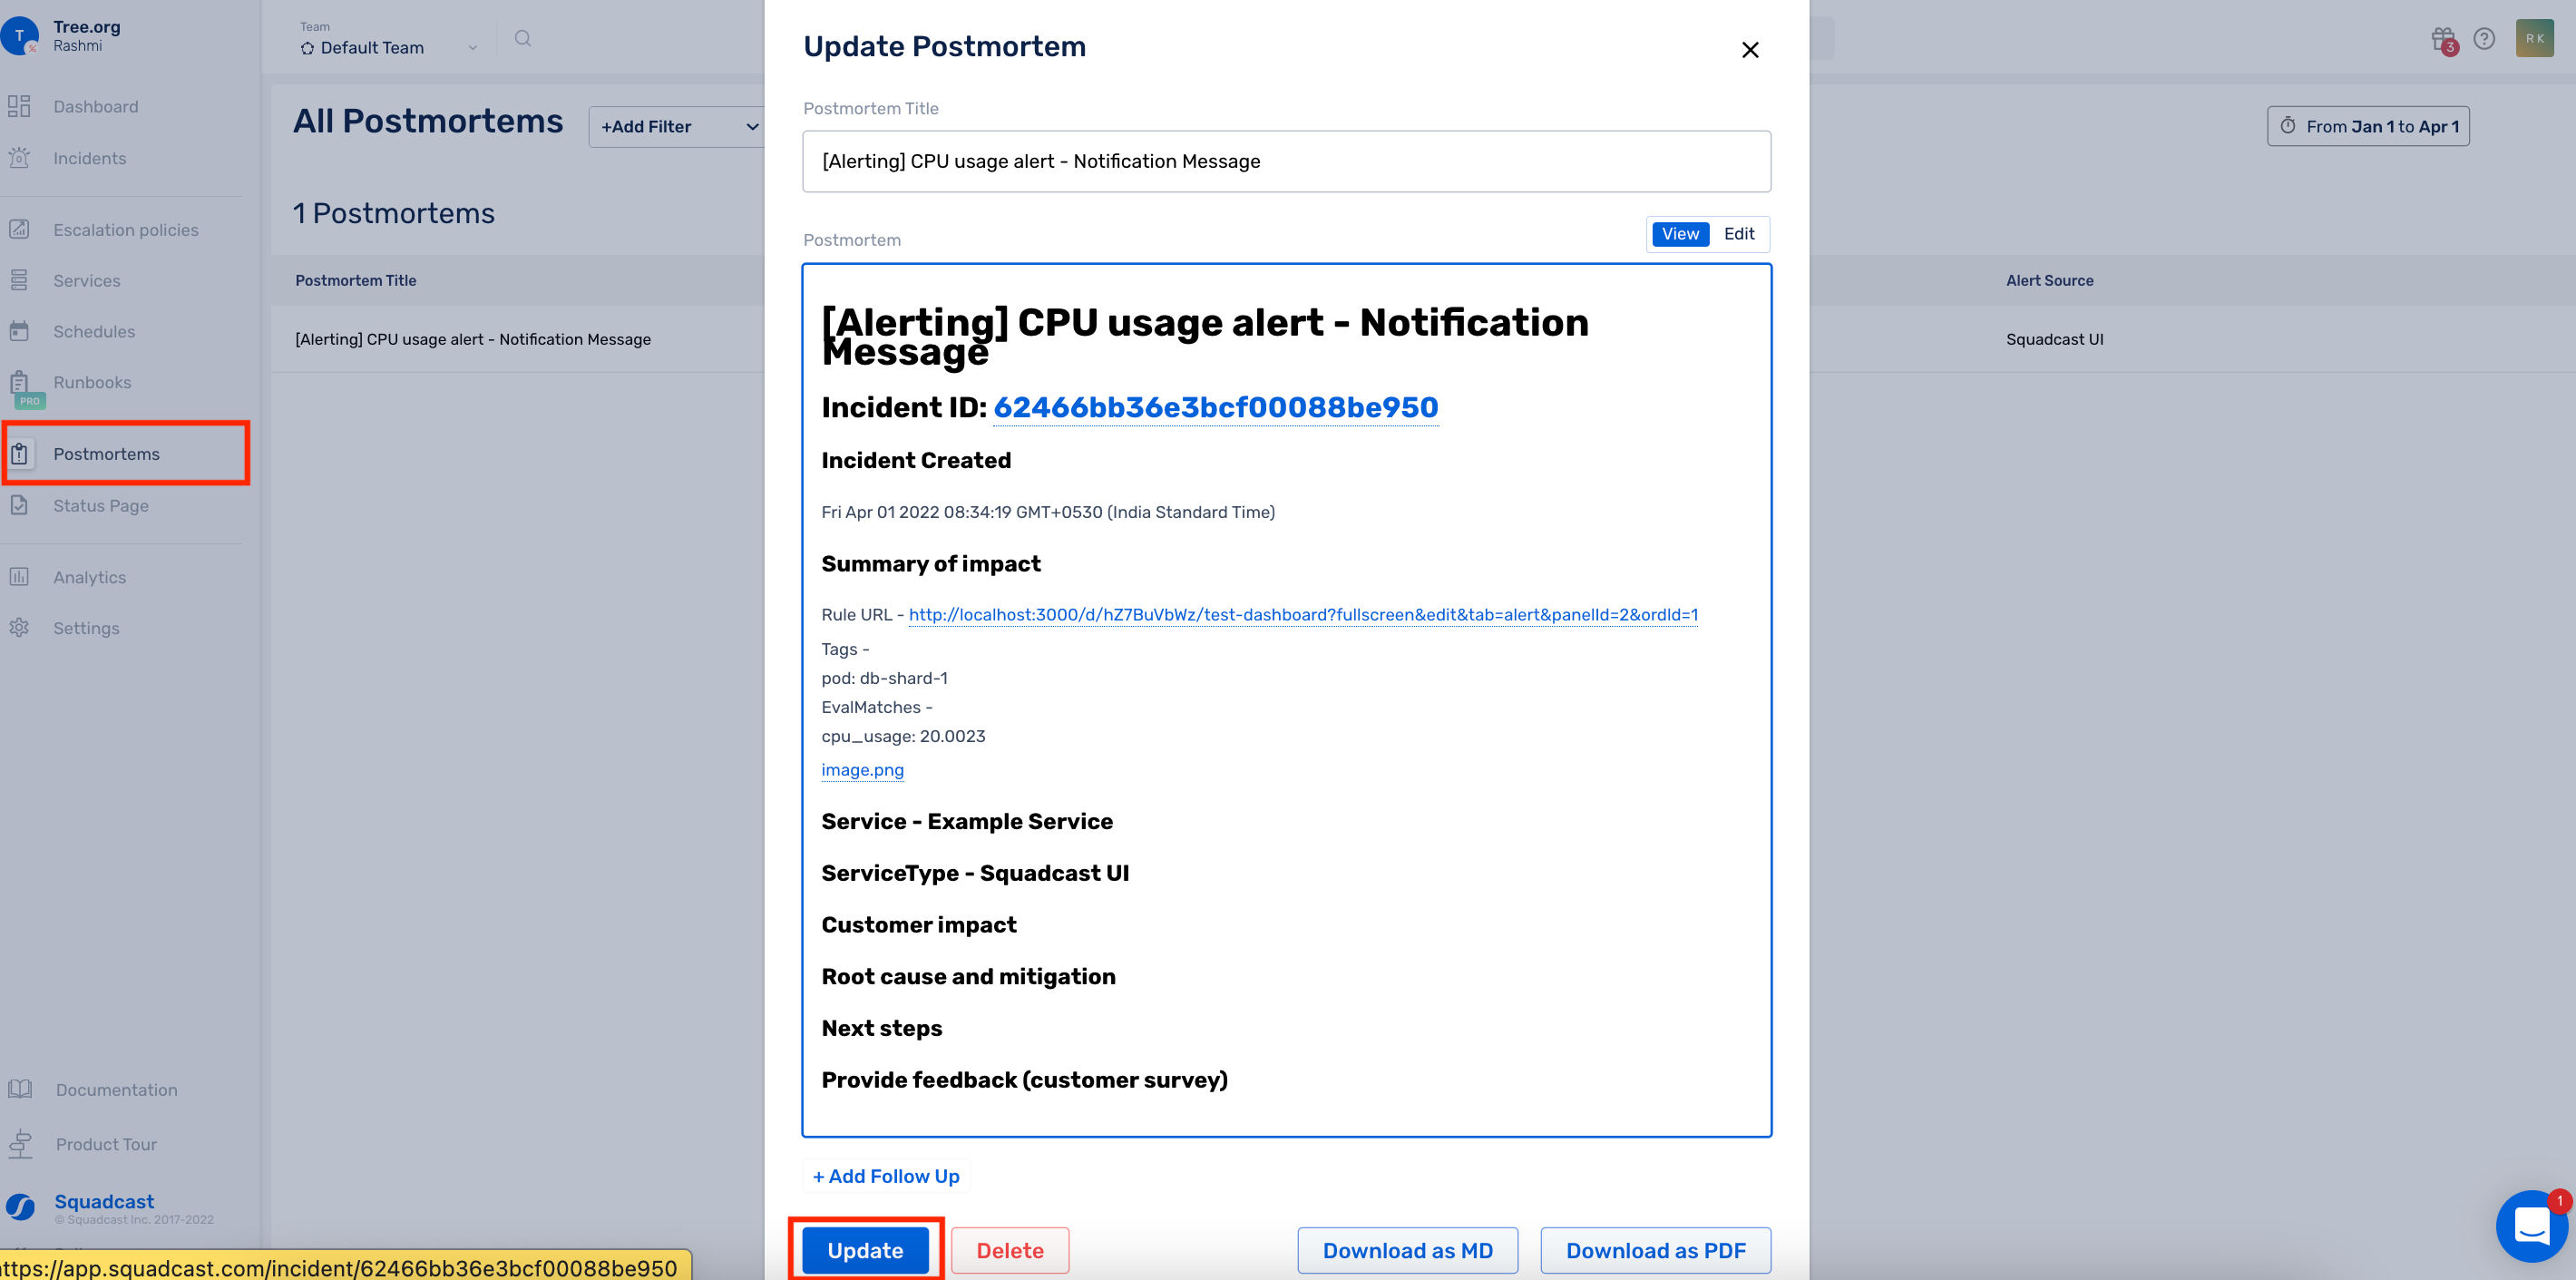 T
Tree.org
Rashmi
Dashboard
Incidents
Escalation policies
Services
Schedules
Runbooks
PRO
Postmortems
Status Page
Analytics
Settings
Documentation
Product Tour
Squadcast
© Squadcast Inc. 2017-2022
ttps://app.squadcast.com/incident/62466bb36e3bcf00088be950
Team
Default Team
All Postmortems
+Add Filter
1 Postmortems
Postmortem Title
[Alerting] CPU usage alert - Notification Message
Update Postmortem
Postmortem Title
[Alerting] CPU usage alert - Notification Message
Postmortem
View Edit
[Alerting] CPU usage alert - Notification
Message
Incident ID: 62466bb36e3bcf00088be950
Incident Created
Fri Apr 01 2022 08:34:19 GMT+0530 (India Standard Time)
Summary of impact
Rule URL - http://localhost:3000/d/hZ7BuVbWz/test-dashboard?fullscreen&edit&tab=alert&panelId=2&ordId=1
Tags -
pod: db-shard-1
EvalMatches -
cpu_usage: 20.0023
image.png
Service - Example Service
ServiceType - Squadcast UI
Customer impact
Root cause and mitigation
Next steps
Provide feedback (customer survey)
+ Add Follow Up
Update Delete Download as MD Download as PDF
3
R K
From Jan 1 to Apr 1
Alert Source
Squadcast UI
1